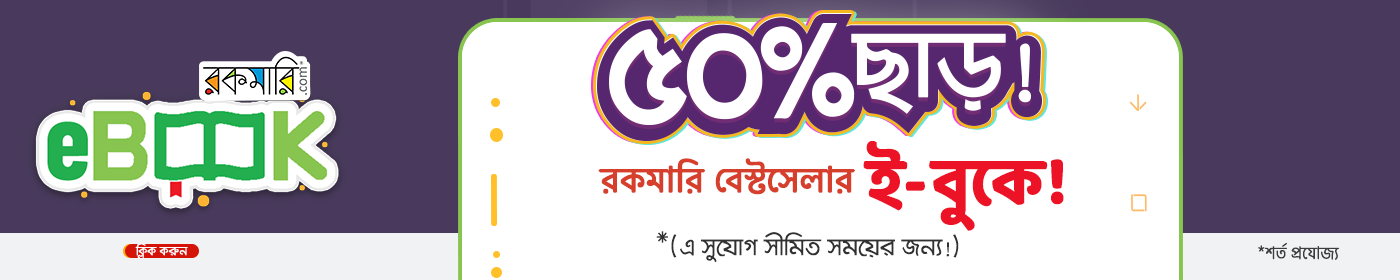 রকমারি.com
eBOOK
ক্লিক করুন
৫০% ছাড়!
রকমারি বেস্টসেলার ই-বুকে!
*(এ সুযোগ সীমিত সময়ের জন্য!)
*শর্ত প্রযোজ্য